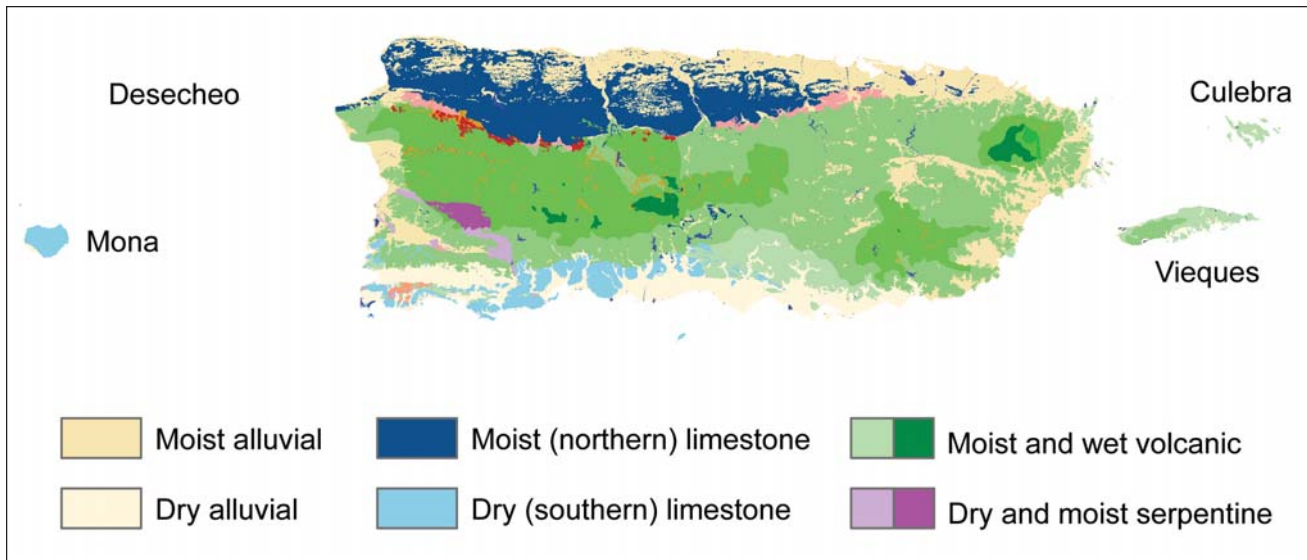 Desecheo
Culebra
Mona
Vieques
Moist alluvial
Moist (northern) limestone
Moist and wet volcanic
Dry alluvial
Dry (southern) limestone
Dry and moist serpentine